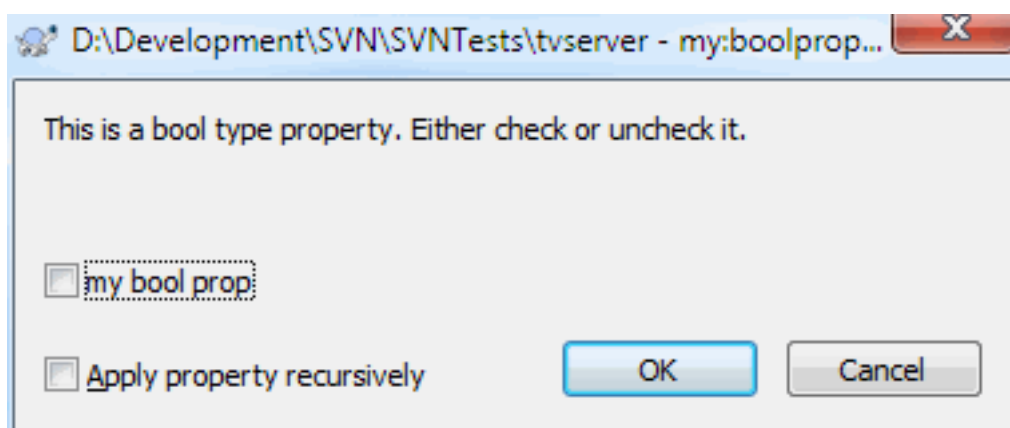 D:\Development\SVN\SVNTests\tvserver - my:boolprop...
This is a bool type property. Either check or uncheck it.
my bool prop
Apply property recursively
OK
Cancel